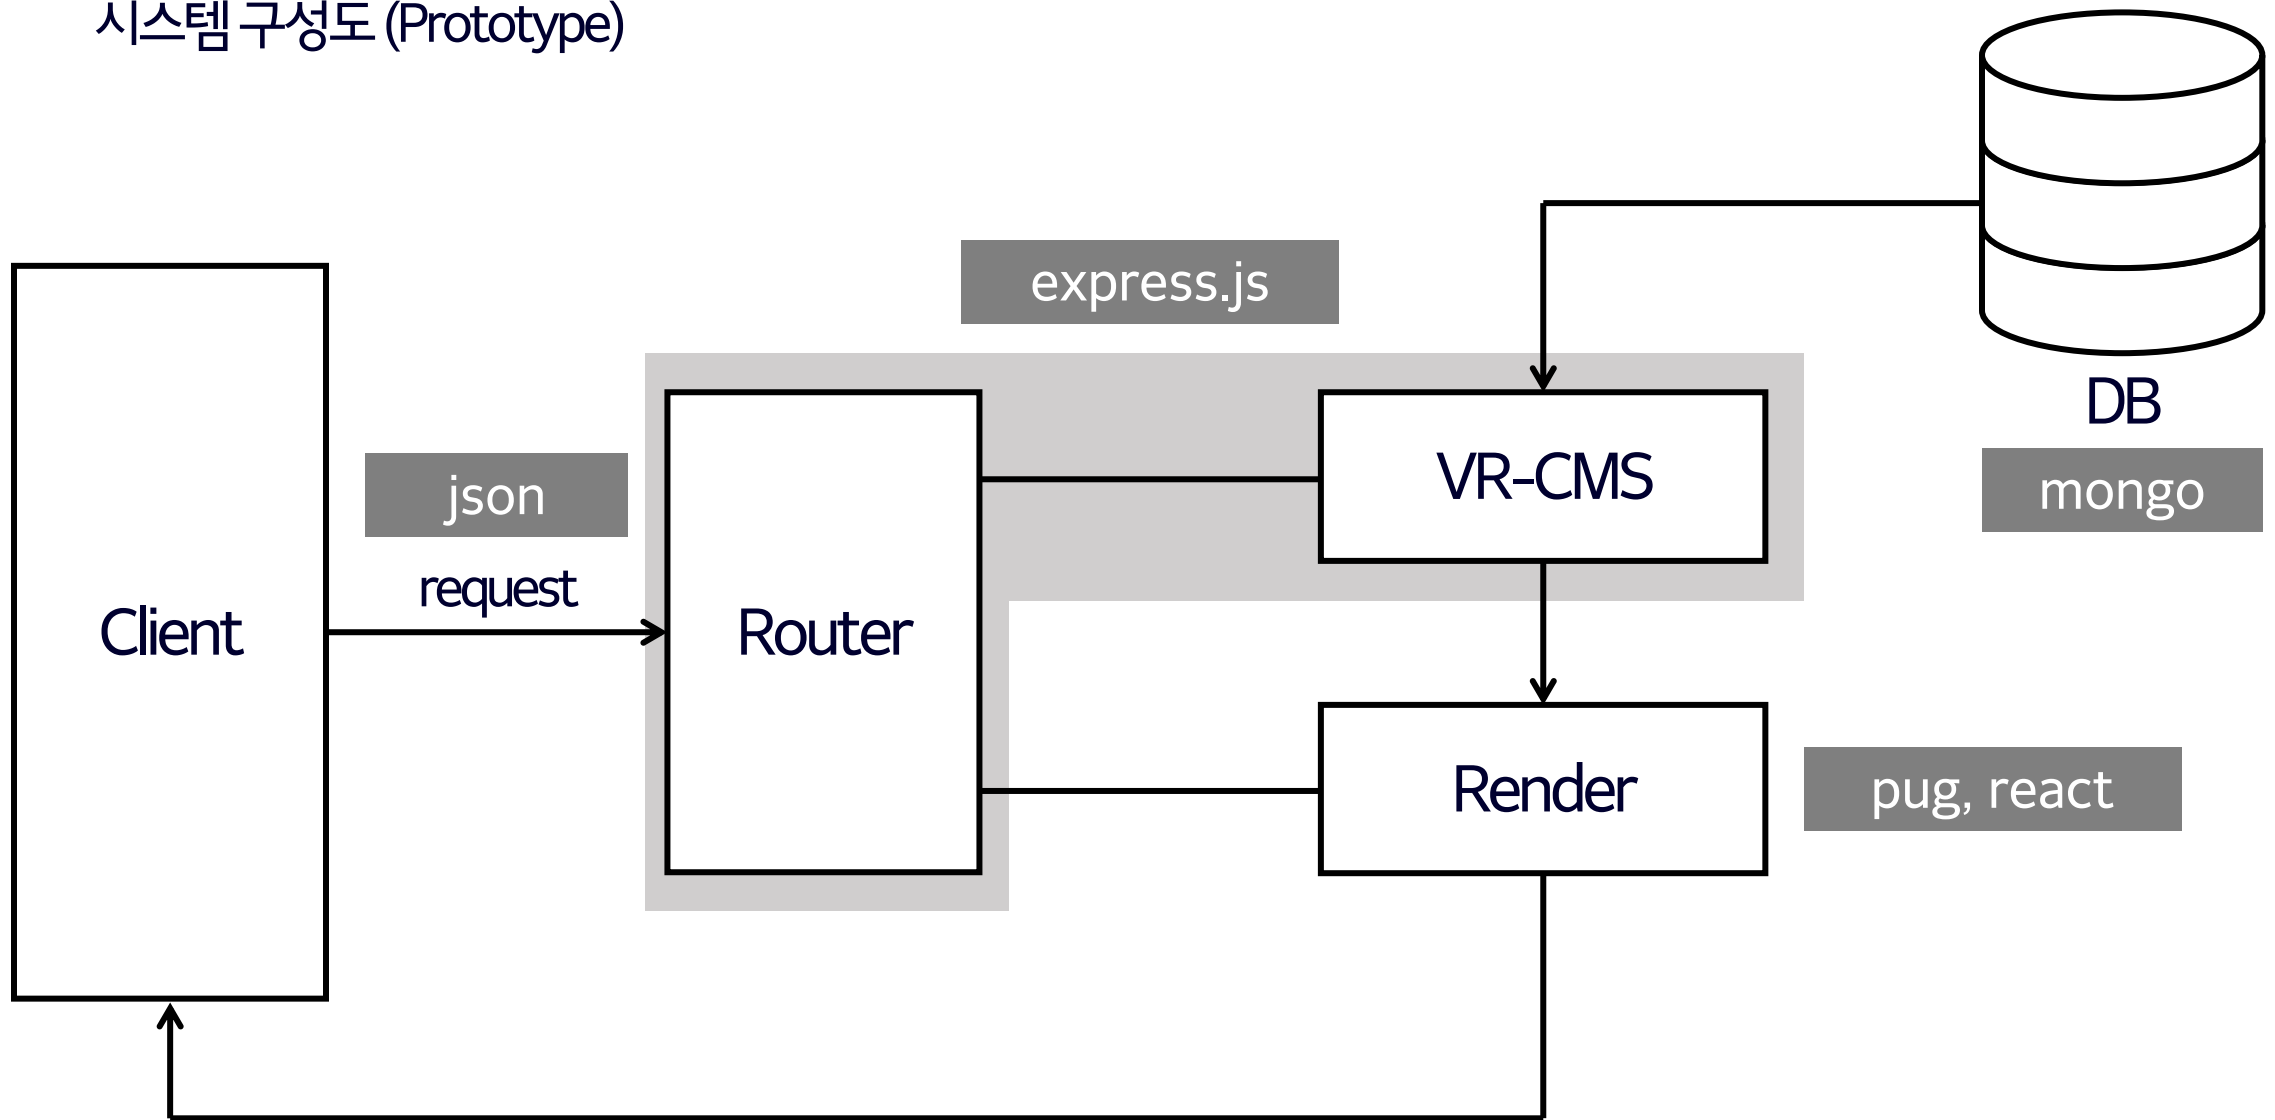 시스템 구성도 (Prototype)
express.js
DB
mongo
json
request
Client
Router
VR-CMS
Render
pug, react